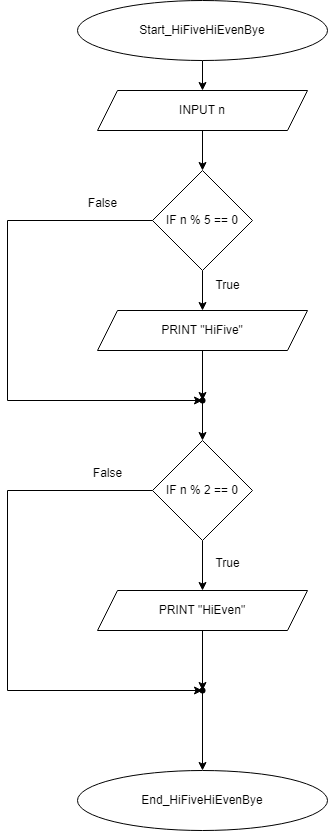 Start_HiFiveHiEvenBye
INPUT n
False
IF n % 5 == 0
True
PRINT "HiFive"
False
IF n % 2 == 0
True
PRINT "HiEven"
End_HiFiveHiEvenBye